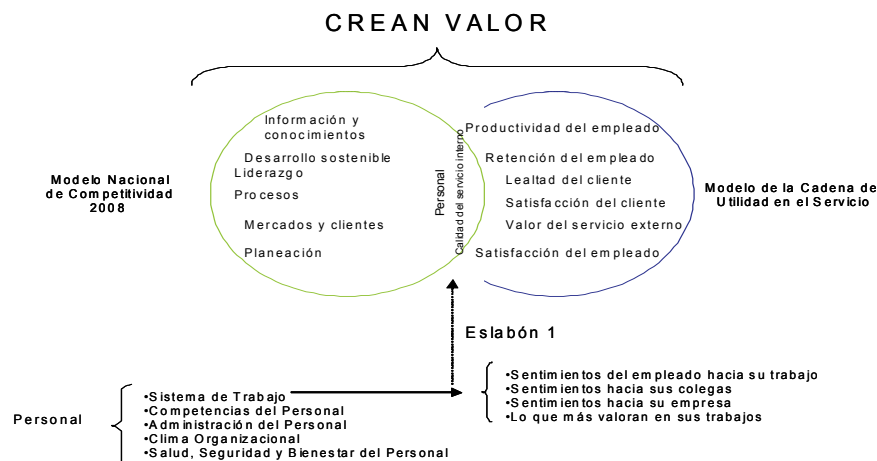 CREAN VALOR
Modelo Nacional
de Competitividad
2008
Información y
conocimientos
Desarrollo sostenible
Liderazgo
Procesos
Mercados y clientes
Planeación
Personal
Calidad del servicio interno
Productividad del empleado
Retención del empleado
Lealtad del cliente
Satisfacción del cliente
Valor del servicio externo
Satisfacción del empleado
Modelo de la Cadena de
Utilidad en el Servicio
Eslabón 1
Personal
•Sistema de Trabajo
•Competencias del Personal
•Administración del Personal
•Clima Organizacional
•Salud, Seguridad y Bienestar del Personal
•Sentimientos del empleado hacia su trabajo
•Sentimientos hacia sus colegas
•Sentimientos hacia su empresa
•Lo que más valoran en sus trabajos